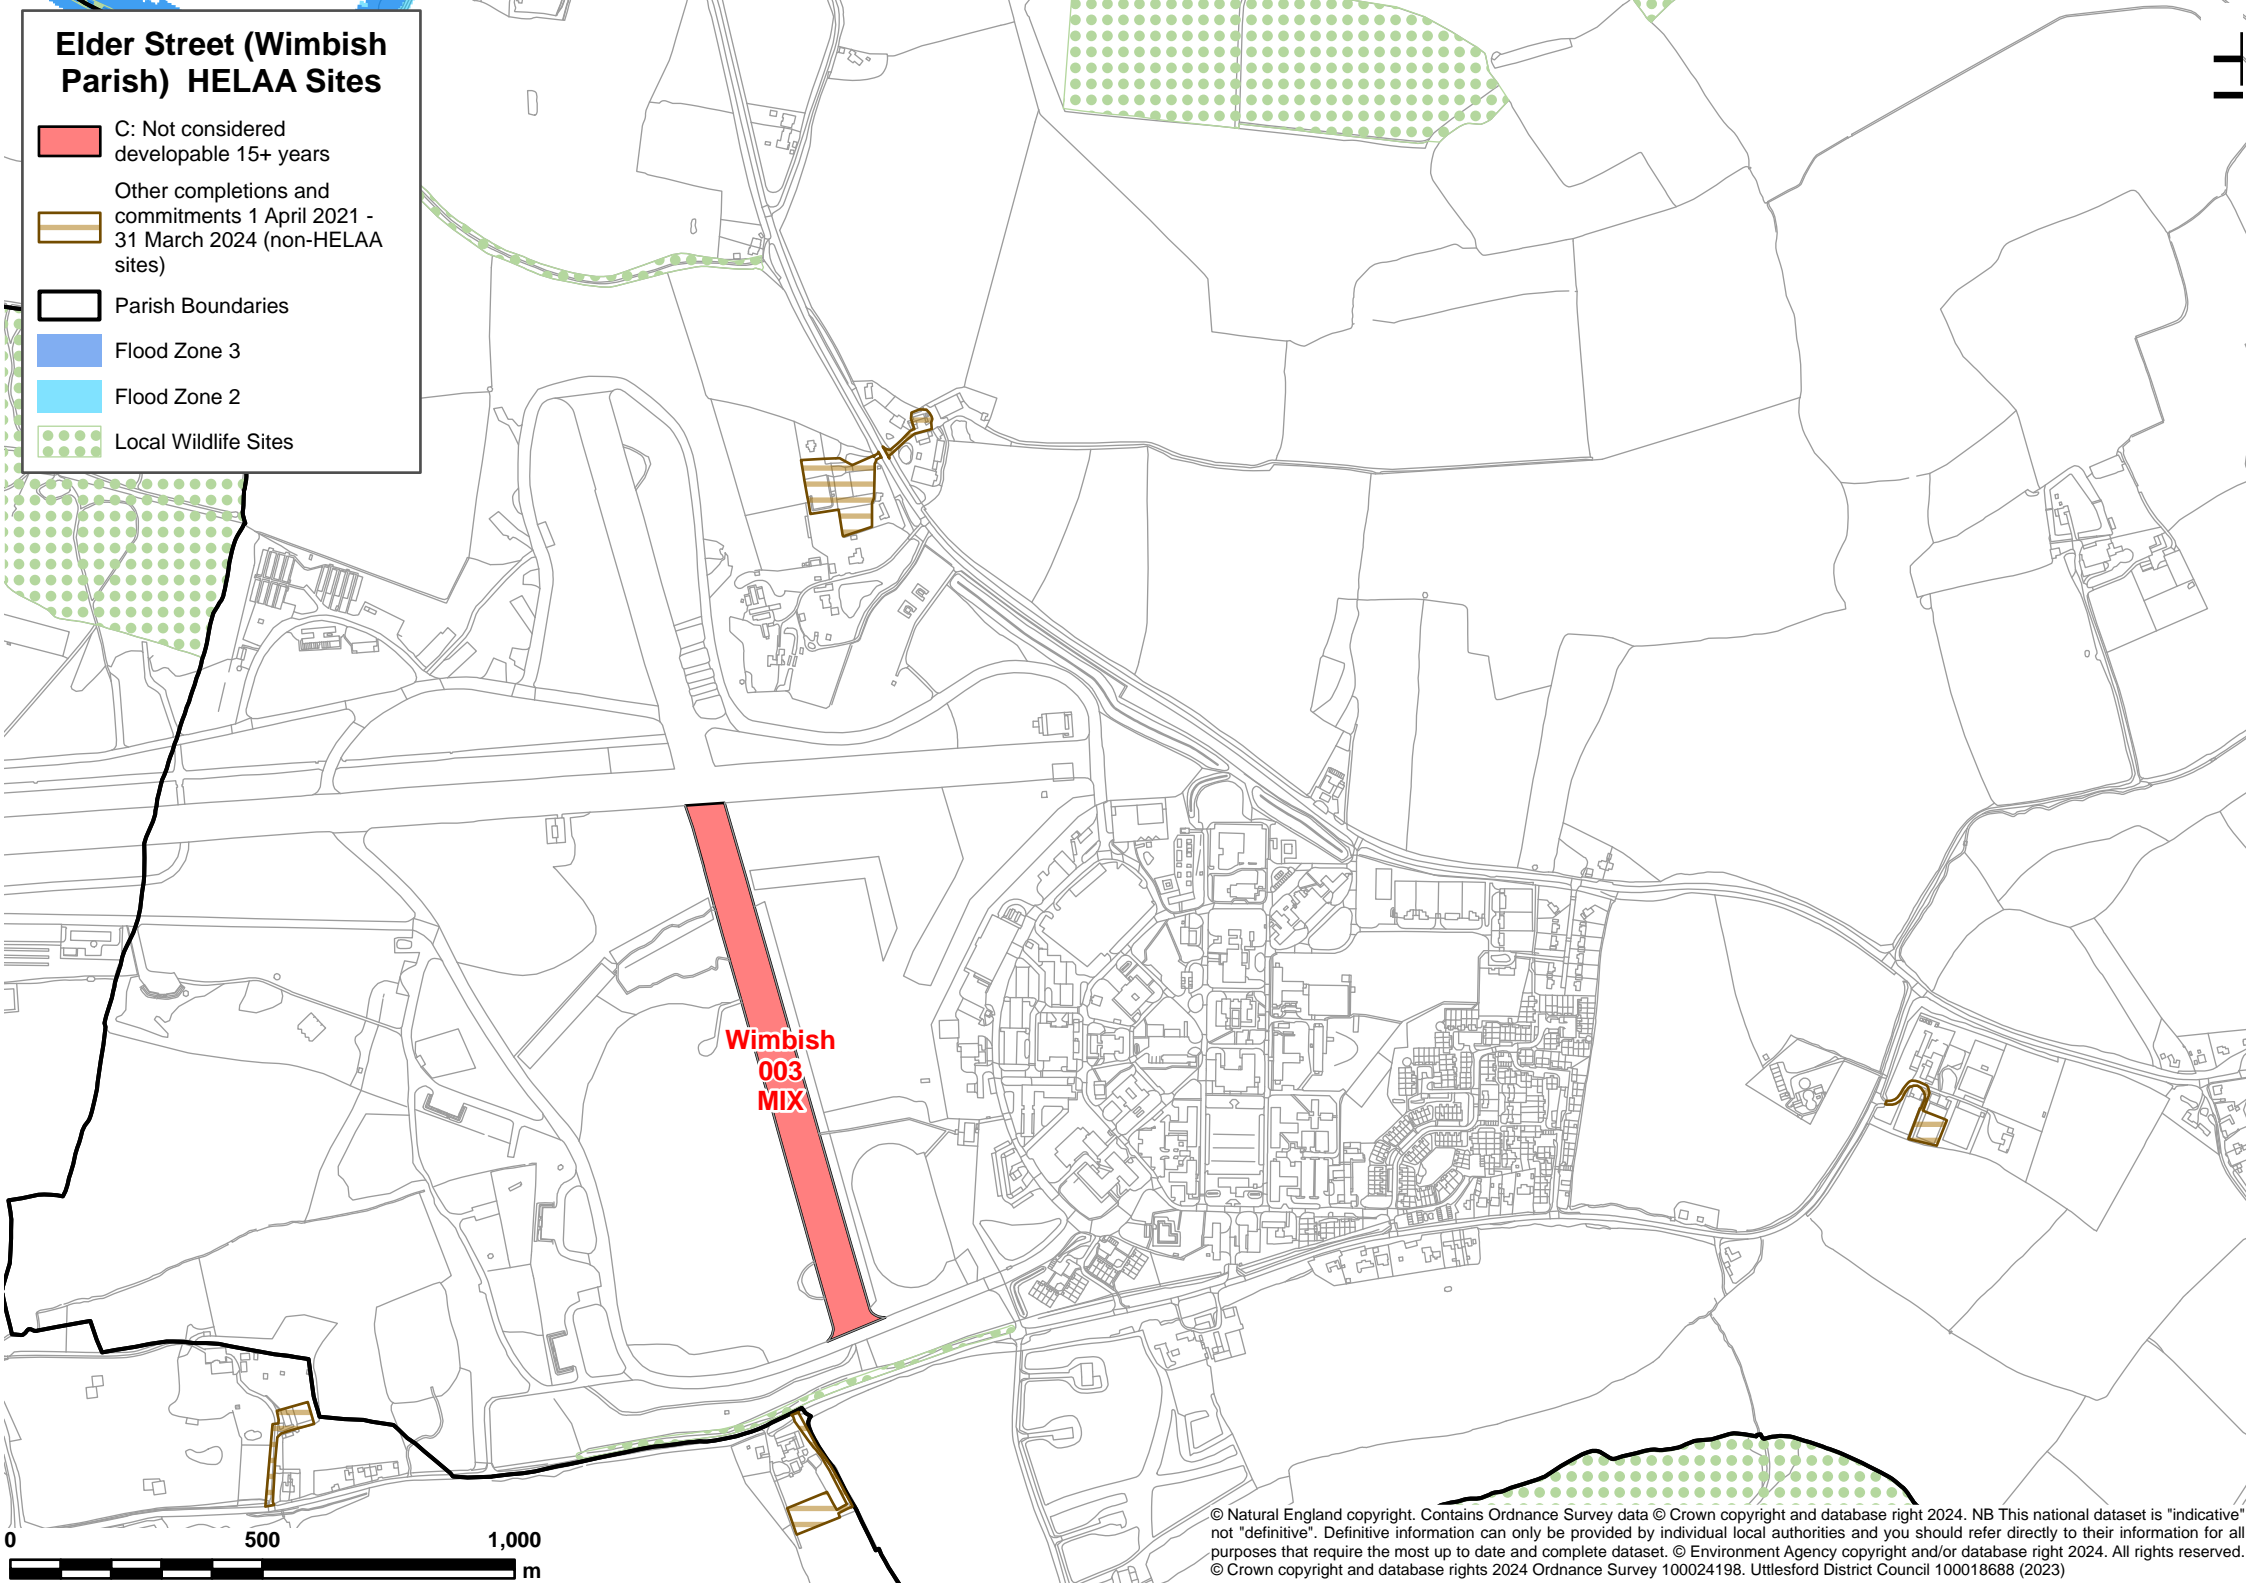 Elder Street (Wimbish
Parish) HELAA Sites
C: Not considered
developable 15+ years
Other completions and
commitments 1 April 2021 -
31 March 2024 (non-HELAA
sites)
Parish Boundaries
Flood Zone 3
Flood Zone 2
Local Wildlife Sites
Wimbish
003
MIX
0 500 1,000
m
© Natural England copyright. Contains Ordnance Survey data © Crown copyright and database right 2024. NB This national dataset is "indicative"
not "definitive". Definitive information can only be provided by individual local authorities and you should refer directly to their information for all
purposes that require the most up to date and complete dataset. © Environment Agency copyright and/or database right 2024. All rights reserved.
© Crown copyright and database rights 2024 Ordnance Survey 100024198. Uttlesford District Council 100018688 (2023)